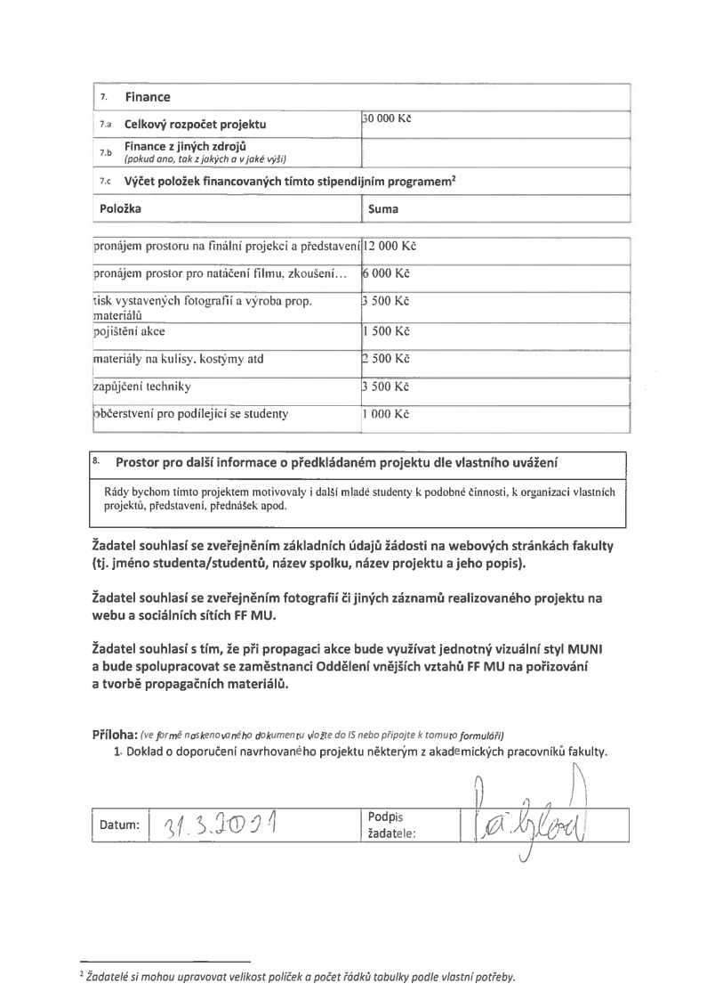 7. Finance
7.a Celkový rozpočet projektu 30 000 Kč
7.b Finance z jiných zdrojů
(pokud ano, tak z jakých a v jaké výši)
7.c Výčet položek financovaných tímto stipendijním programem²
Položka Suma
pronájem prostoru na finální projekci a představení 12 000 Kč
pronájem prostor pro natáčení filmu, zkoušení... 6 000 Kč
tisk vystavených fotografií a výroba prop. 3 500 Kč
materiálů
pojištění akce 1 500 Kč
materiály na kulisy, kostýmy atd 2 500 Kč
zapůjčení techniky 3 500 Kč
občerstvení pro podílející se studenty 1 000 Kč
8. Prostor pro další informace o předkládaném projektu dle vlastního uvážení
Rády bychom tímto projektem motivovaly i další mladé studenty k podobné činnosti, k organizaci vlastních
projektů, představení, přednášek apod.
Žadatel souhlasí se zveřejněním základních údajů žádosti na webových stránkách fakulty
(tj. jméno studenta/studentů, název spolku, název projektu a jeho popis).
Žadatel souhlasí se zveřejněním fotografií či jiných záznamů realizovaného projektu na
webu a sociálních sítích FF MU.
Žadatel souhlasí s tím, že při propagaci akce bude využívat jednotný vizuální styl MUNI
a bude spolupracovat se zaměstnanci Oddělení vnějších vztahů FF MU na pořizování
a tvorbě propagačních materiálů.
Příloha: (ve formě naskenovaného dokumentu vložte do IS nebo připojte k tomuto formuláři)
1. Doklad o doporučení navrhovaného projektu některým z akademických pracovníků fakulty.
Datum: 31.3.2021 Podpis
žadatele:
² Žadatelé si mohou upravovat velikost políček a počet řádků tabulky podle vlastní potřeby.